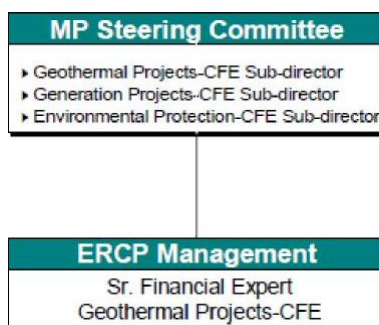 MP Steering Committee
▸ Geothermal Projects-CFE Sub-director
▸ Generation Projects-CFE Sub-director
▸ Environmental Protection-CFE Sub-director
ERCP Management
Sr. Financial Expert
Geothermal Projects-CFE